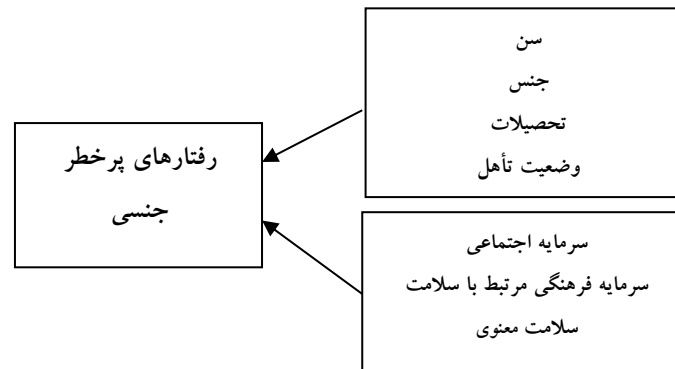 سن
جنس
تحصیلات
وضعیت تأهل
رفتارهای پرخطر
جنسی
سرمایه اجتماعی
سرمایه فرهنگی مرتبط با سلامت
سلامت معنوی